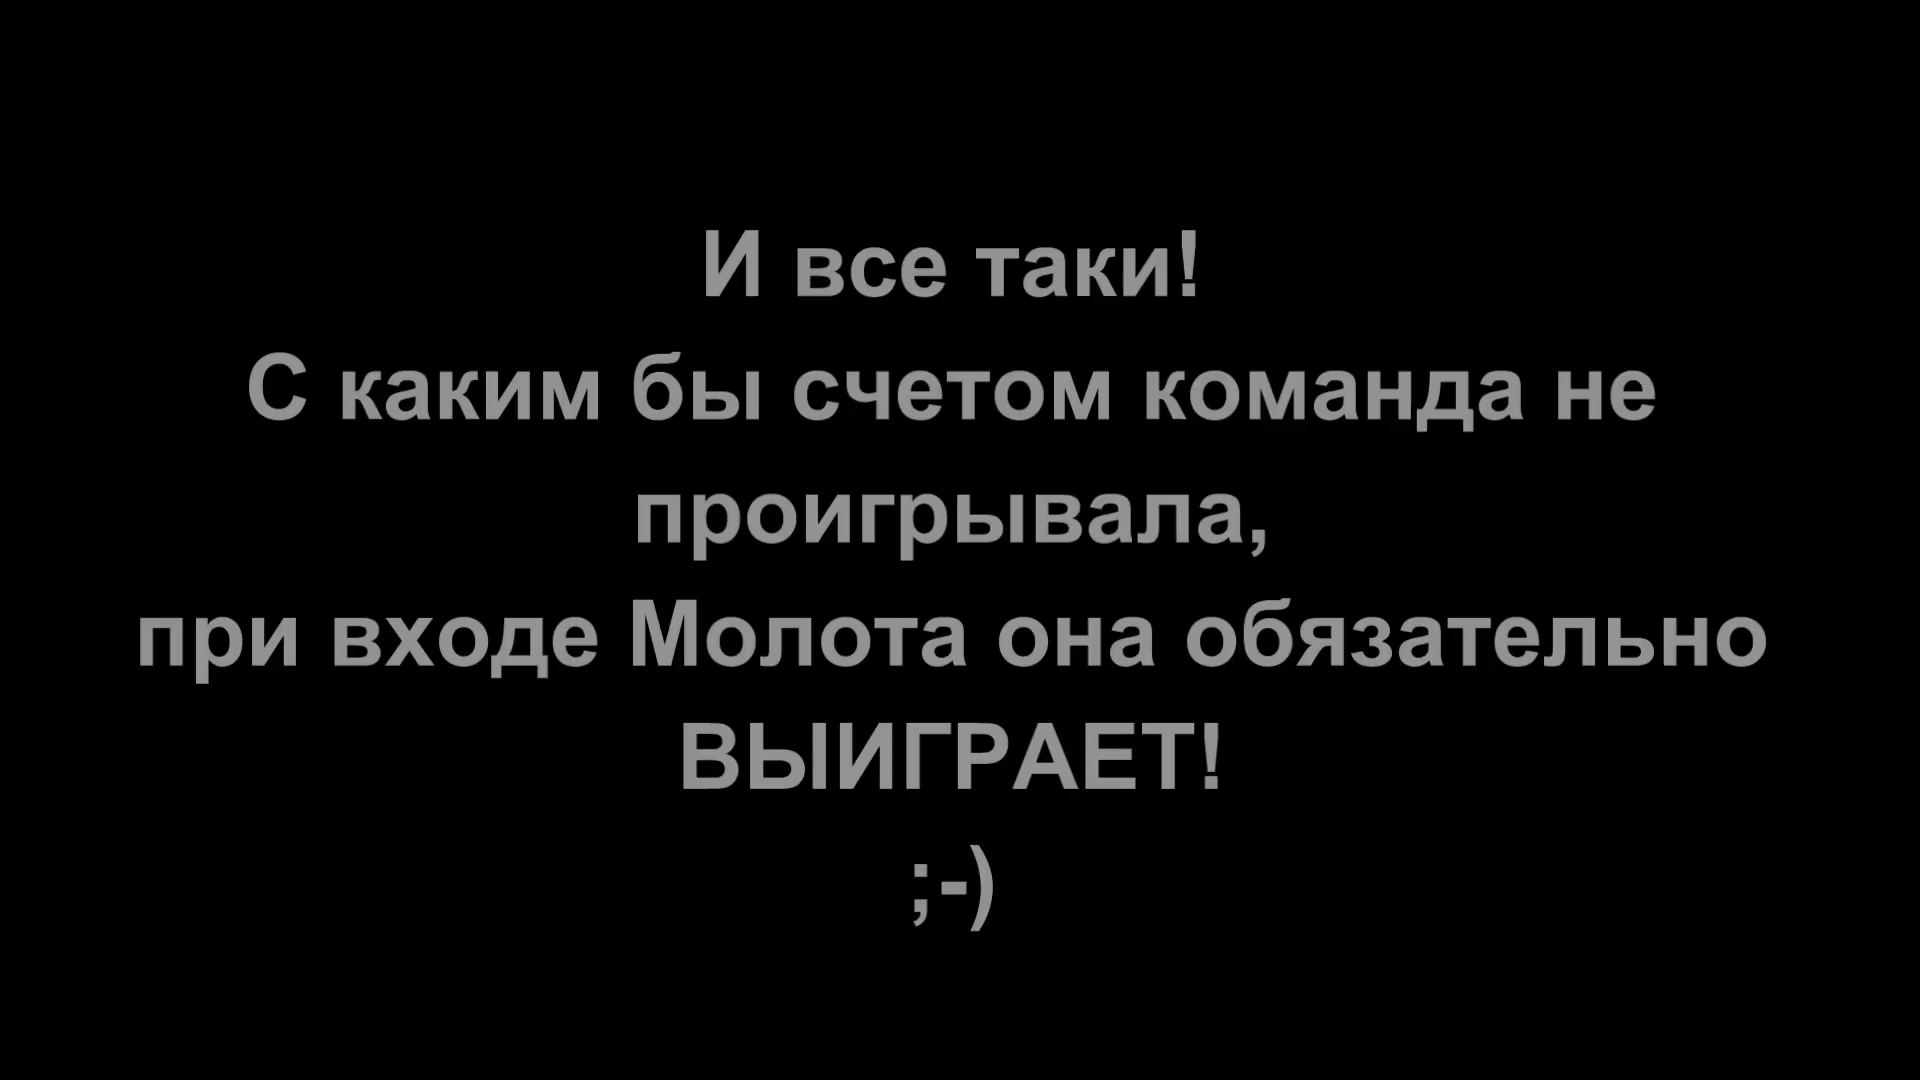 И все таки!
С каким бы счетом команда не
проигрывала,
при входе Молота она обязательно
ВЫИГРАЕТ!
;-)